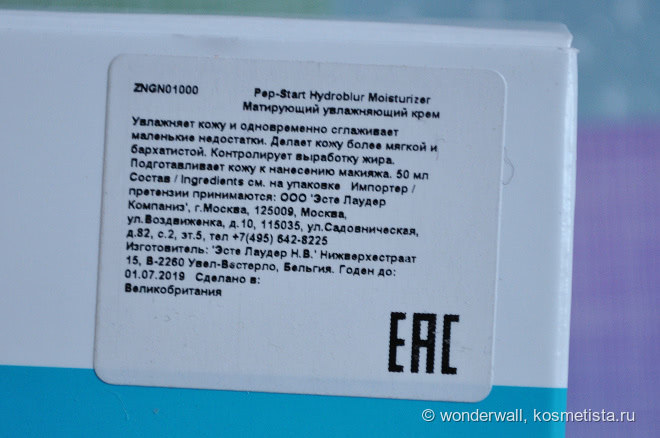 ZNGN01000 Pep-Start Hydroblur Moisturizer
Матирующий увлажняющий крем
Увлажняет кожу и одновременно сглаживает
маленькие недостатки. Делает кожу более мягкой и
бархатистой. Контролирует выработку жира.
Подготавливает кожу к нанесению макияжа. 50 мл
Состав / Ingredients см. на упаковке Импортер /
претензии принимаются: ООО 'Эсте Лаудер
Компаниз', г.Москва, 125009, Москва,
ул.Воздвиженка, д.10, 115035, ул.Садовническая,
д.82, с.2, эт.5, тел +7(495) 642-8225
Изготовитель: 'Эсте Лаудер Н.В.' Нижверхестраат
15, В-2260 Увел-Вестерло, Бельгия. Годен до:
01.07.2019 Сделано в:
Великобритания
EAC
© wonderwall, kosmetista.ru